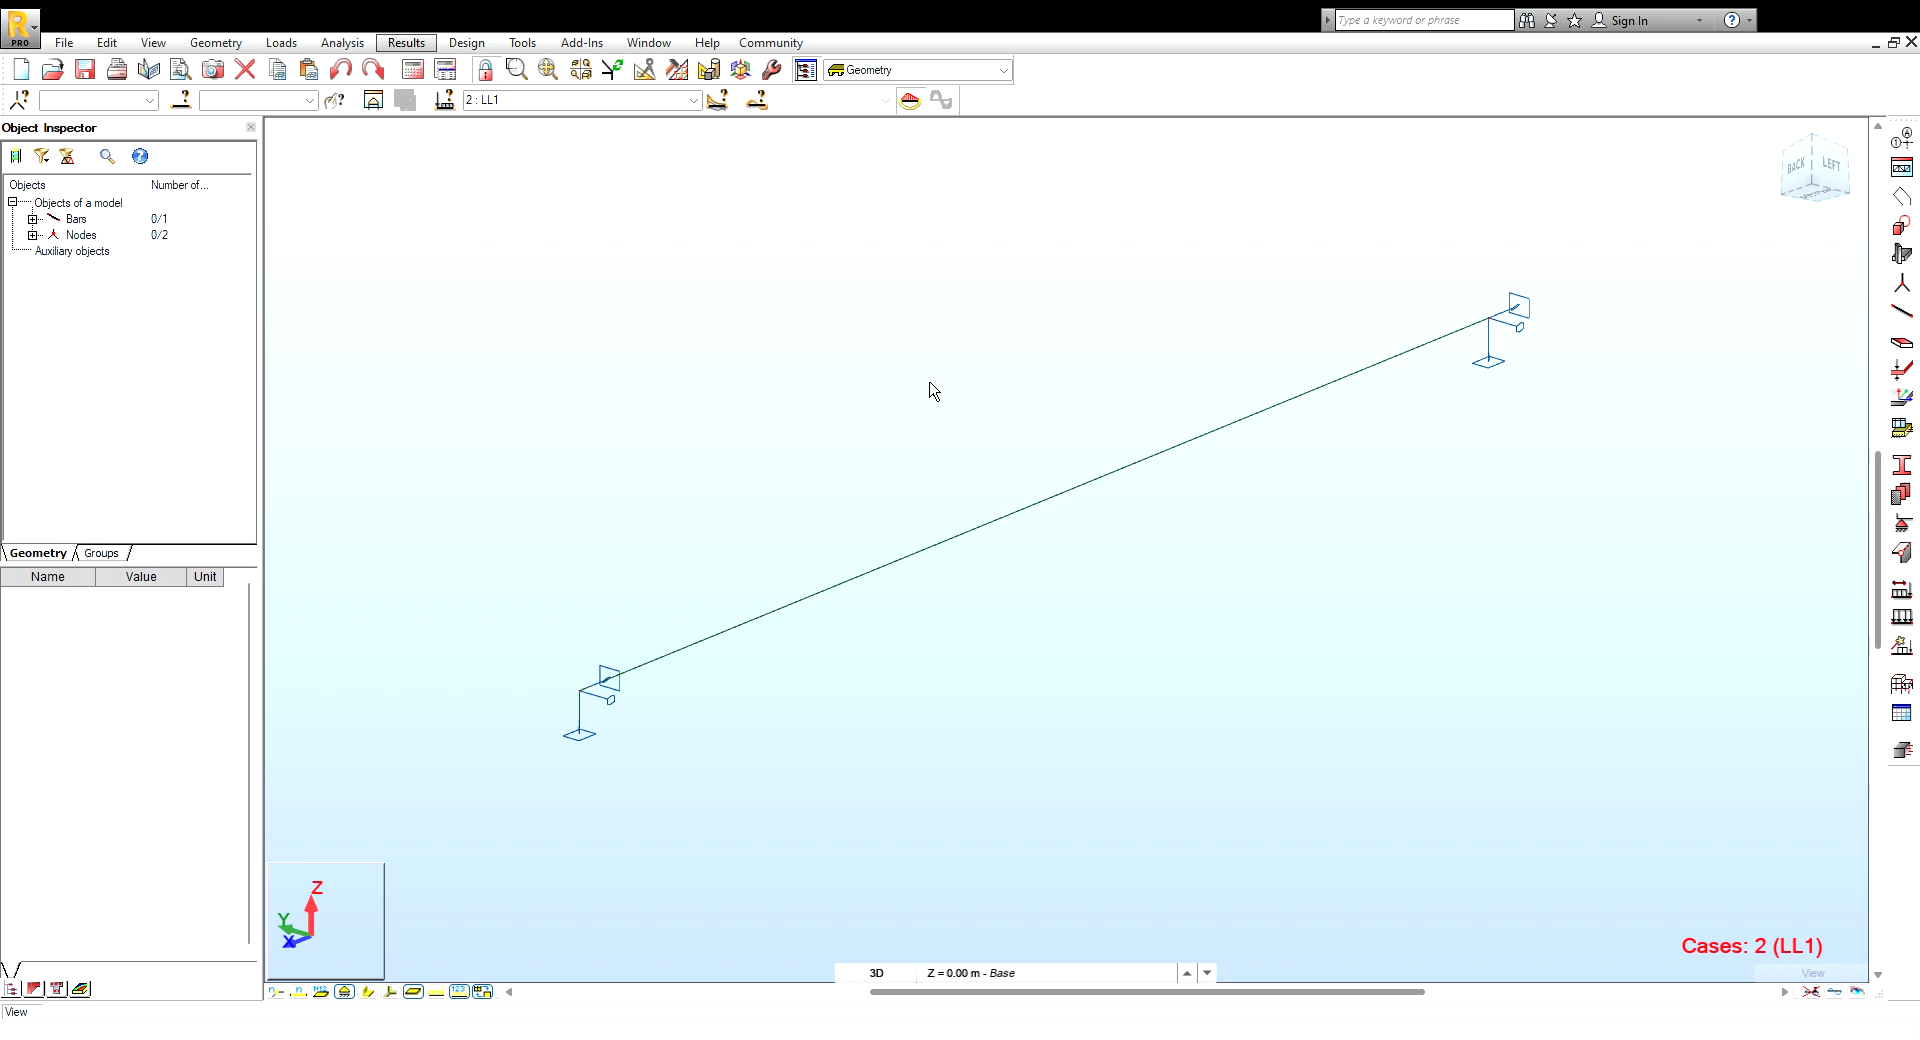 Type a keyword or phrase
Sign In
PRO
File Edit View Geometry Loads Analysis Results Design Tools Add-Ins Window Help Community
Geometry
2 : LL1
Object Inspector
Objects Number of...
Objects of a model
Bars 0/1
Nodes 0/2
Auxiliary objects
Geometry Groups
Name Value Unit
BACK LEFT
Z
Y
X
Cases: 2 (LL1)
3D Z = 0.00 m - Base
View
View